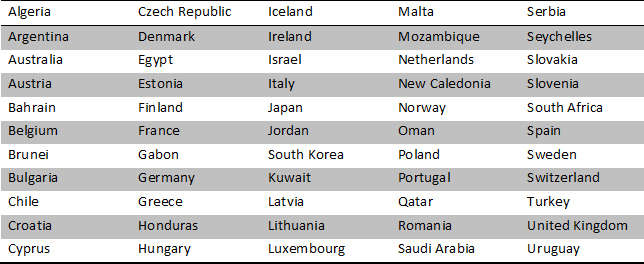 Algeria Czech Republic Iceland Malta Serbia
Argentina Denmark Ireland Mozambique Seychelles
Australia Egypt Israel Netherlands Slovakia
Austria Estonia Italy New Caledonia Slovenia
Bahrain Finland Japan Norway South Africa
Belgium France Jordan Oman Spain
Brunei Gabon South Korea Poland Sweden
Bulgaria Germany Kuwait Portugal Switzerland
Chile Greece Latvia Qatar Turkey
Croatia Honduras Lithuania Romania United Kingdom
Cyprus Hungary Luxembourg Saudi Arabia Uruguay